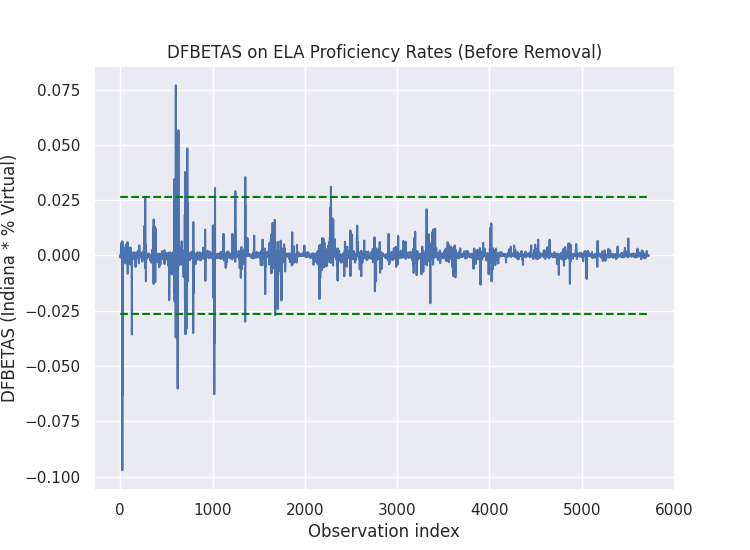 DFBETAS on ELA Proficiency Rates (Before Removal)
DFBETAS (Indiana * % Virtual)
0.075
0.050
0.025
0.000
−0.025
−0.050
−0.075
−0.100
0 1000 2000 3000 4000 5000 6000
Observation index